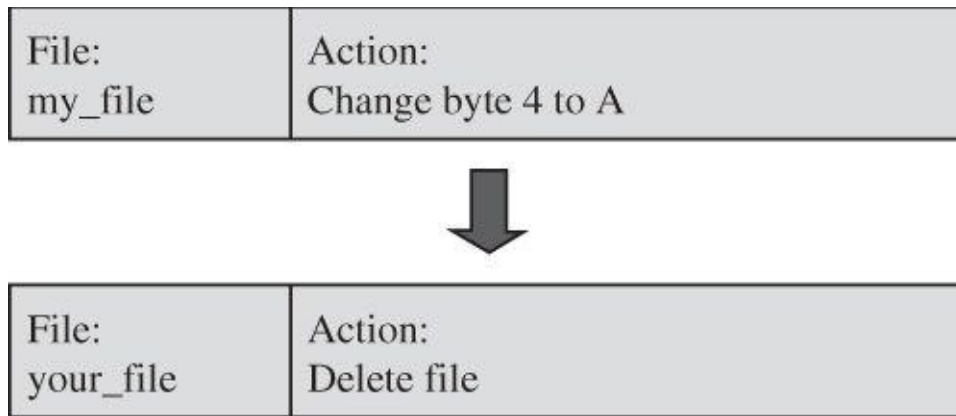 File:
my_file
Action:
Change byte 4 to A
File:
your_file
Action:
Delete file